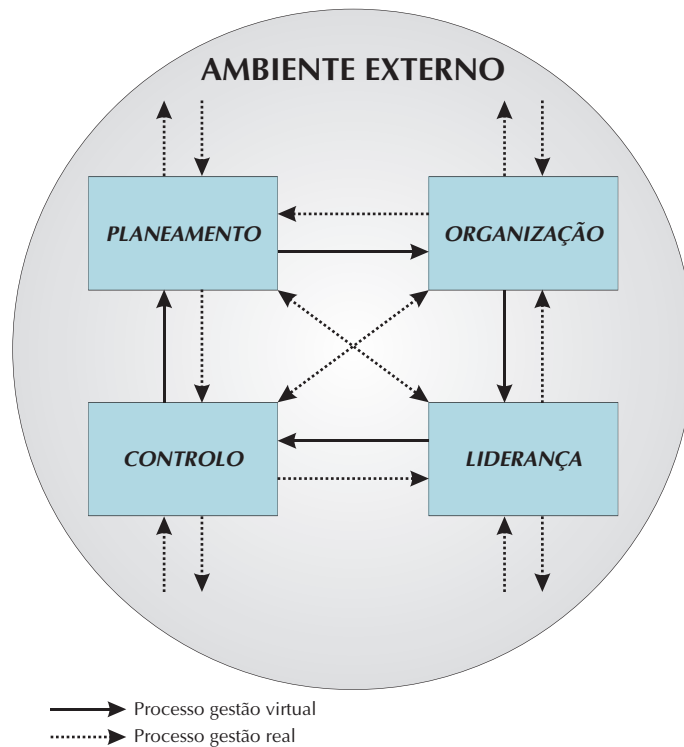 AMBIENTE EXTERNO
PLANEAMENTO
ORGANIZAÇÃO
CONTROLO
LIDERANÇA
Processo gestão virtual
Processo gestão real